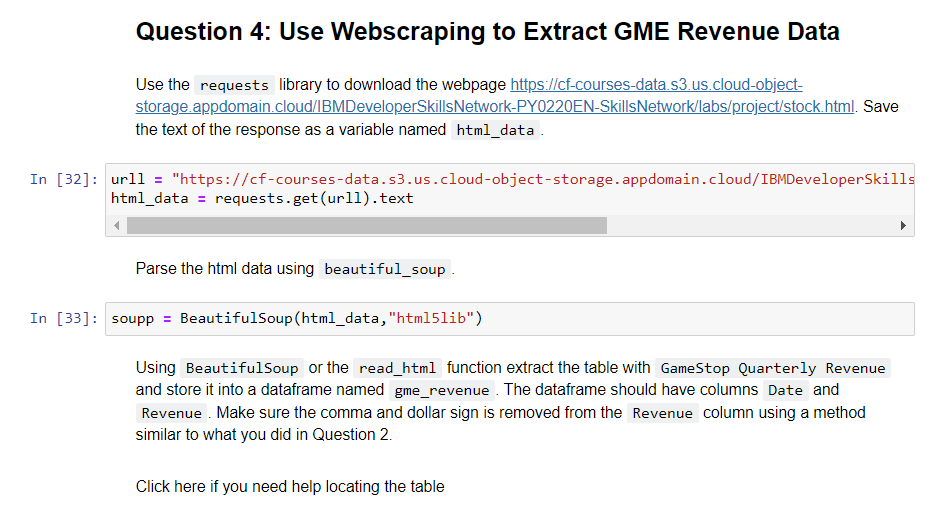 Question 4: Use Webscraping to Extract GME Revenue Data
Use the requests library to download the webpage https://cf-courses-data.s3.us.cloud-object-
storage.appdomain.cloud/IBMDeveloperSkillsNetwork-PY0220EN-SkillsNetwork/labs/project/stock.html. Save
the text of the response as a variable named html_data .
In [32]: urll = "https://cf-courses-data.s3.us.cloud-object-storage.appdomain.cloud/IBMDeveloperSkills
html_data = requests.get(urll).text
Parse the html data using beautiful_soup .
In [33]: soupp = BeautifulSoup(html_data,"html5lib")
Using BeautifulSoup or the read_html function extract the table with GameStop Quarterly Revenue
and store it into a dataframe named gme_revenue . The dataframe should have columns Date and
Revenue . Make sure the comma and dollar sign is removed from the Revenue column using a method
similar to what you did in Question 2.
Click here if you need help locating the table